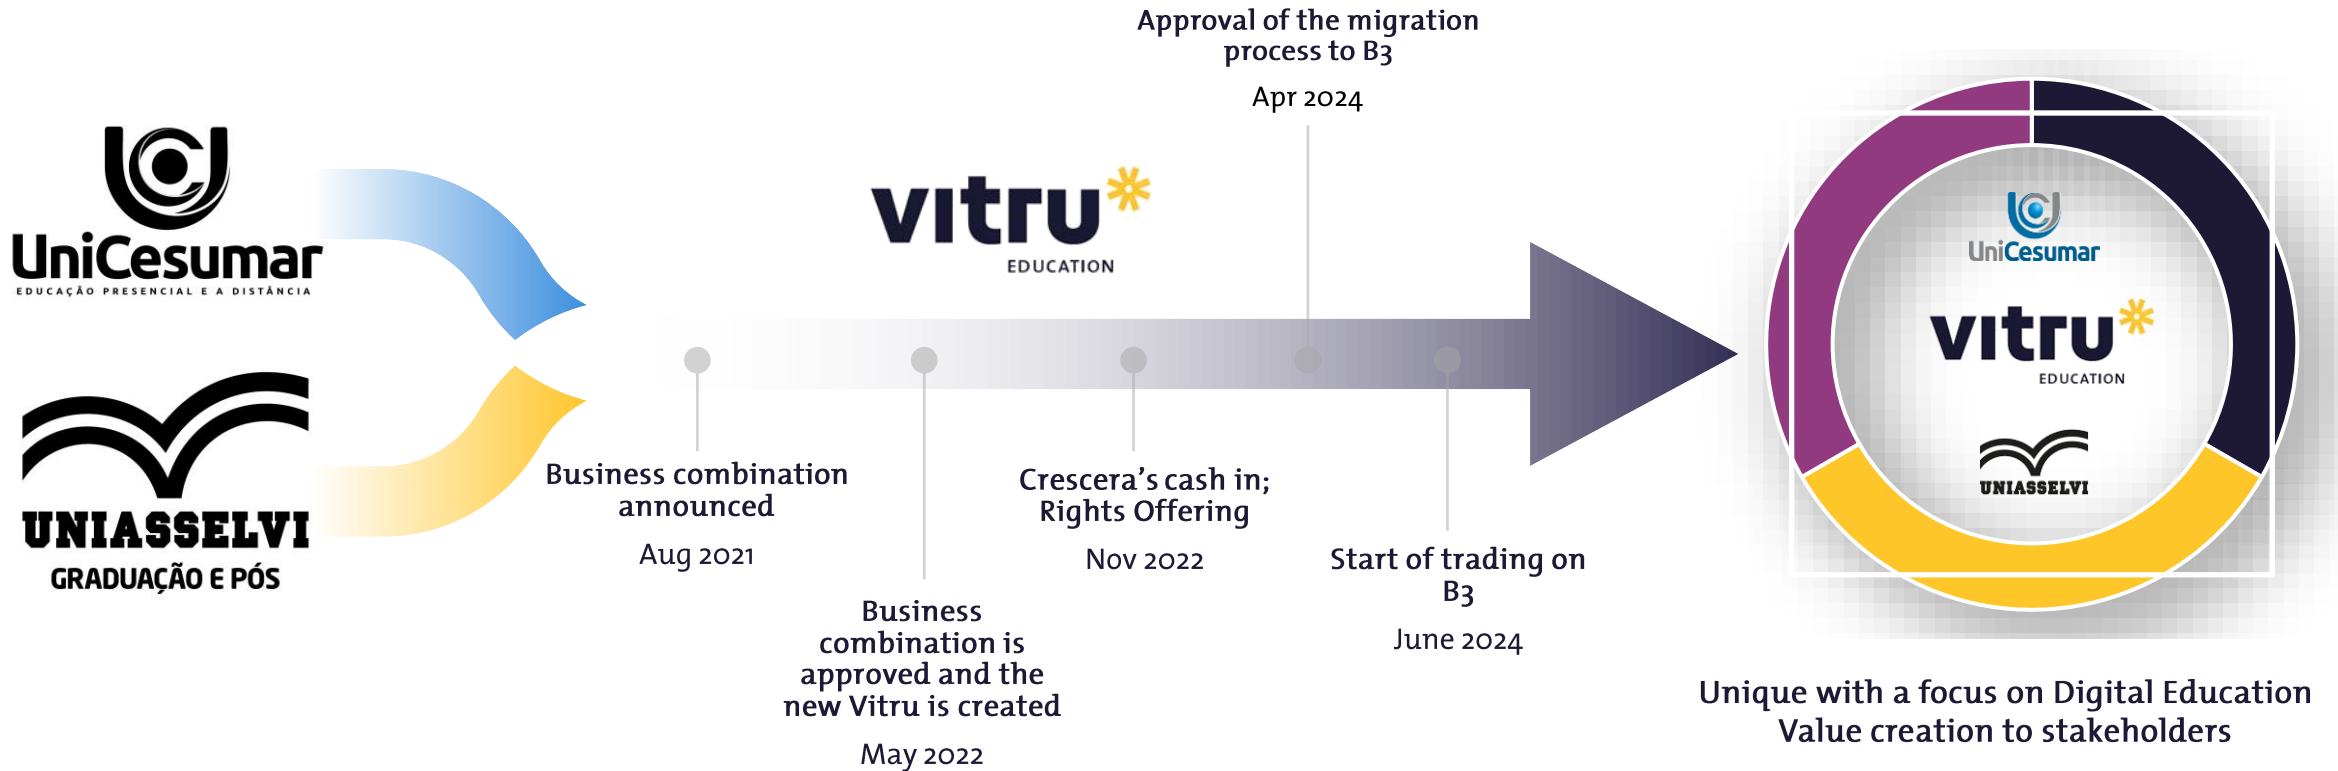 UniCesumar
EDUCAÇÃO PRESENCIAL E A DISTÂNCIA
UNIASSELVI
GRADUAÇÃO E PÓS
vitru
EDUCATION
Business combination
announced
Aug 2021
Business
combination is
approved and the
new Vitru is created
May 2022
Crescera’s cash in;
Rights Offering
Nov 2022
Approval of the migration
process to B3
Apr 2024
Start of trading on
B3
June 2024
UniCesumar
vitru
EDUCATION
UNIASSELVI
Unique with a focus on Digital Education
Value creation to stakeholders